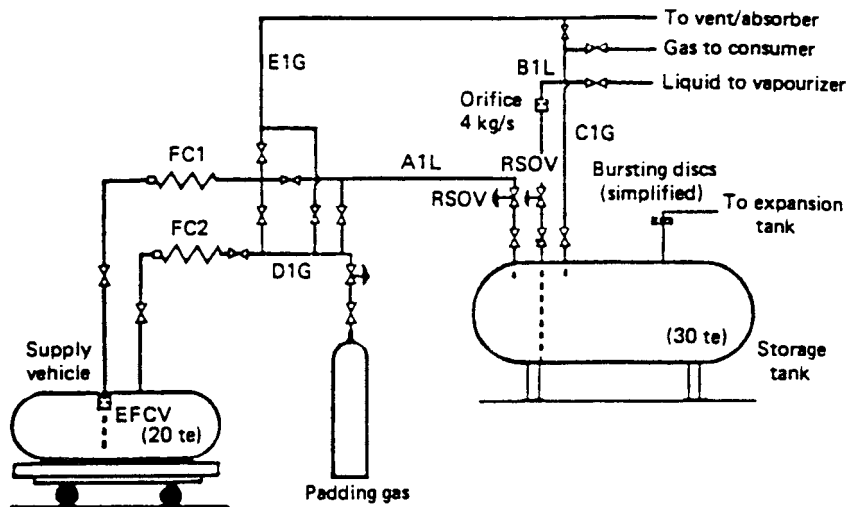 To vent/absorber
Gas to consumer
Liquid to vapourizer
E1G
B1L
Orifice
4 kg/s
C1G
FC1
A1L
RSOV
RSOV
Bursting discs
(simplified)
To expansion
tank
FC2
D1G
Supply
vehicle
EFCV
(20 te)
(30 te)
Storage
tank
Padding gas